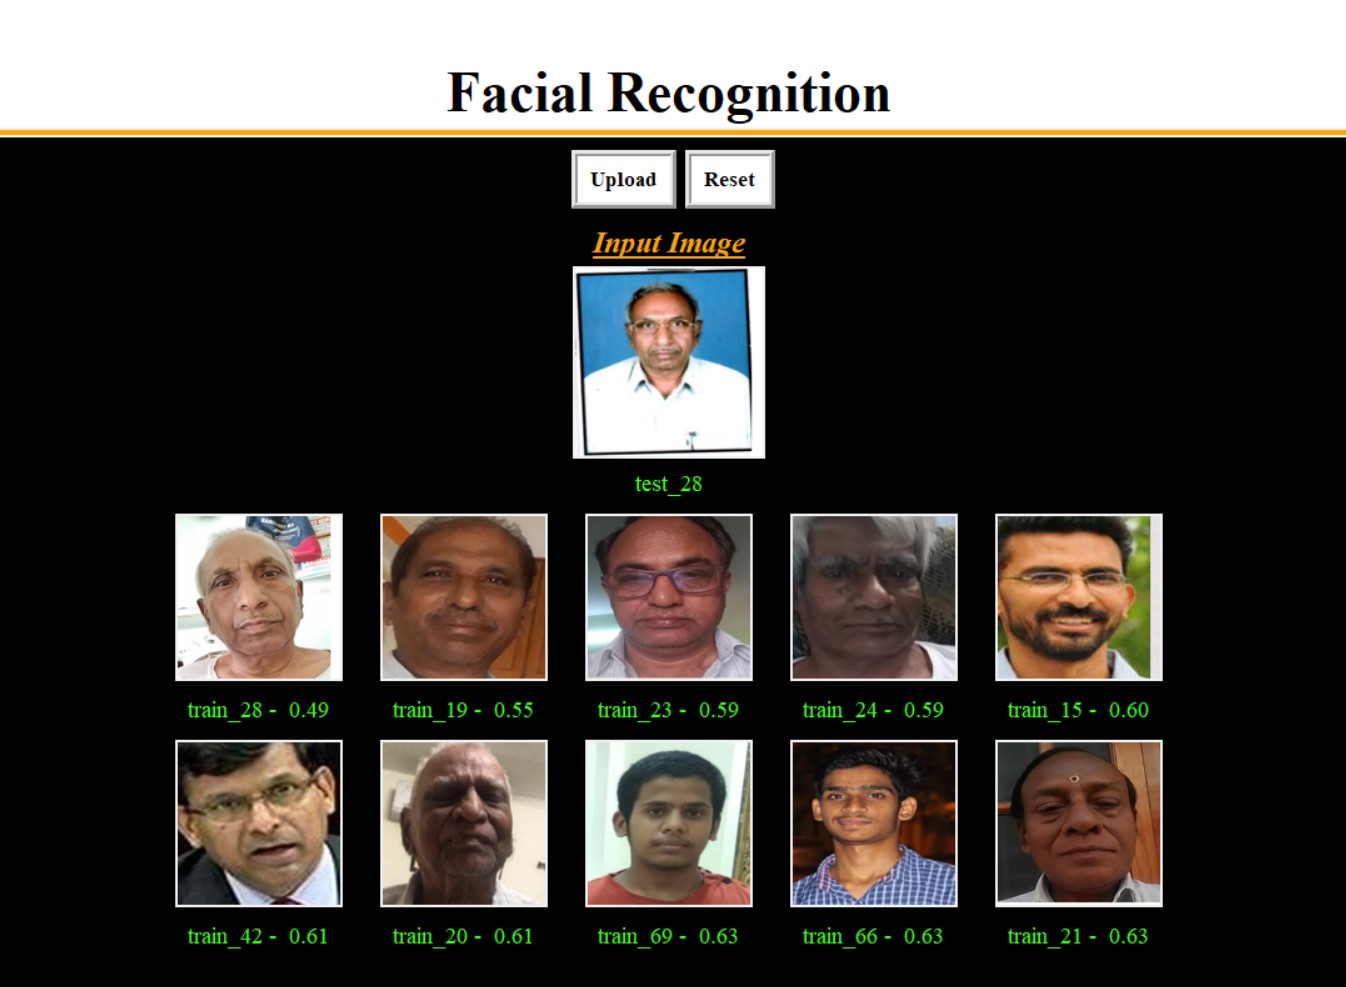 Facial Recognition
Upload Reset
Input Image
test_28
train_28 - 0.49 train_19 - 0.55 train_23 - 0.59 train_24 - 0.59 train_15 - 0.60
train_42 - 0.61 train_20 - 0.61 train_69 - 0.63 train_66 - 0.63 train_21 - 0.63